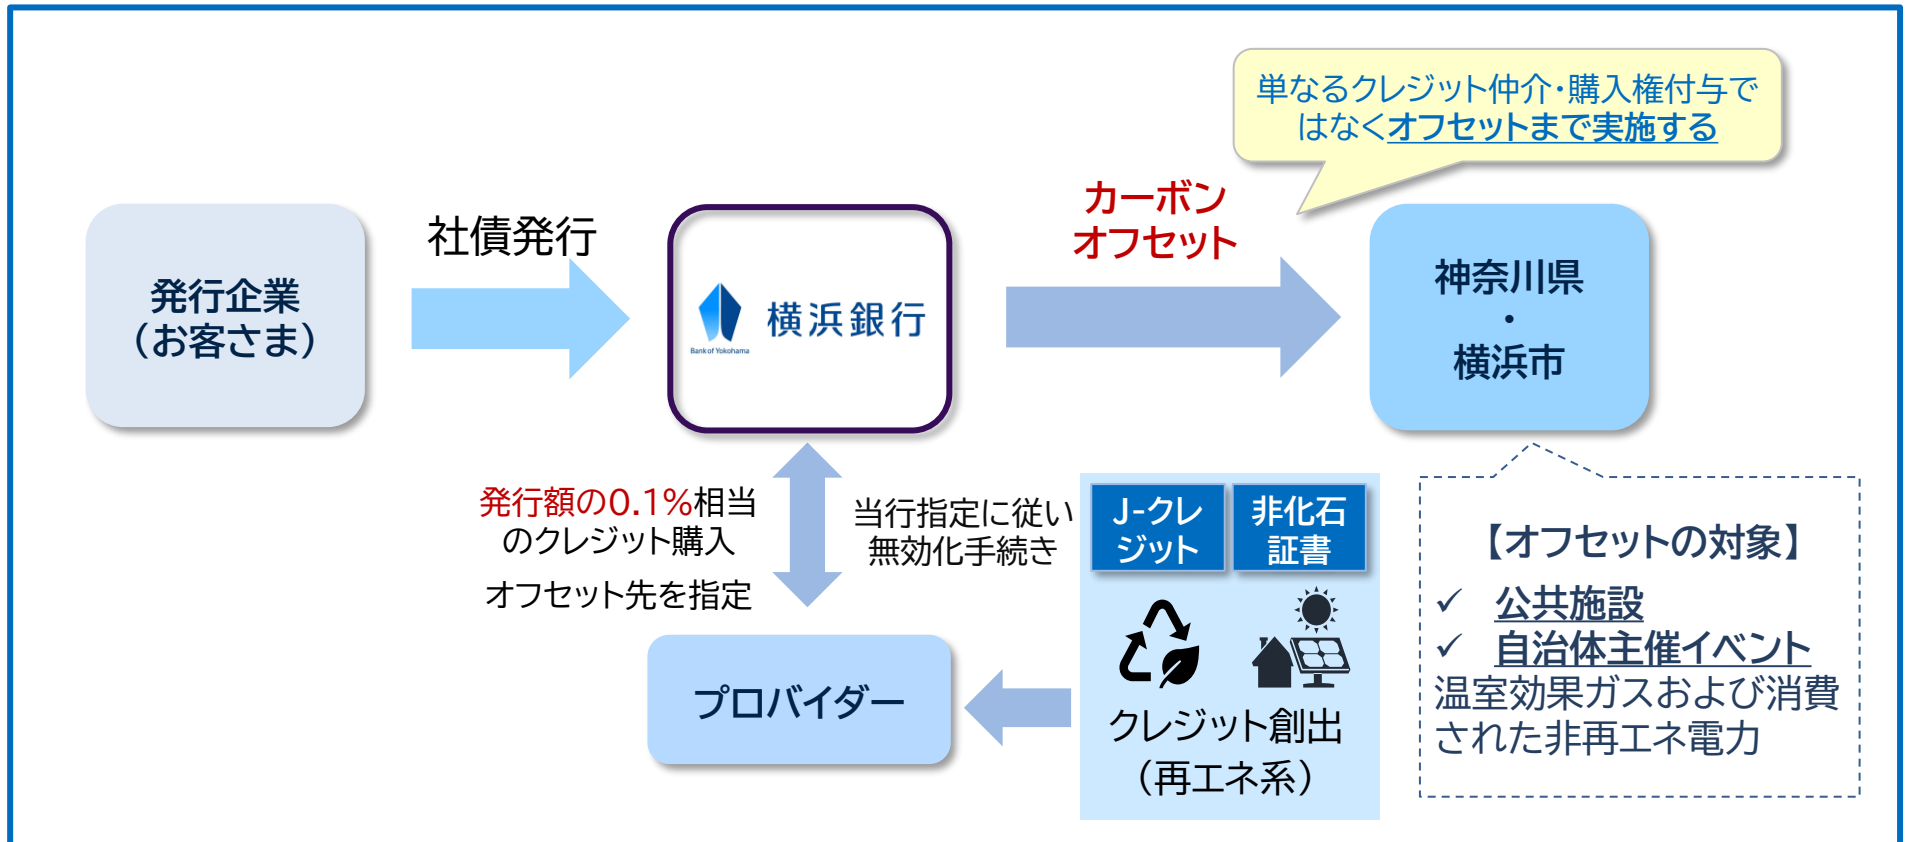 単なるクレジット仲介・購入権付与で
はなくオフセットまで実施する
カーボン
オフセット
社債発行
発行企業
(お客さま)
横浜銀行
Bank of Yokohama
神奈川県
・
横浜市
発行額の0.1%相当
のクレジット購入
オフセット先を指定
当行指定に従い
無効化手続き
J-クレ
ジット
非化石
証書
クレジット創出
(再エネ系)
プロバイダー
【オフセットの対象】
✓ 公共施設
✓ 自治体主催イベント
温室効果ガスおよび消費
された非再エネ電力